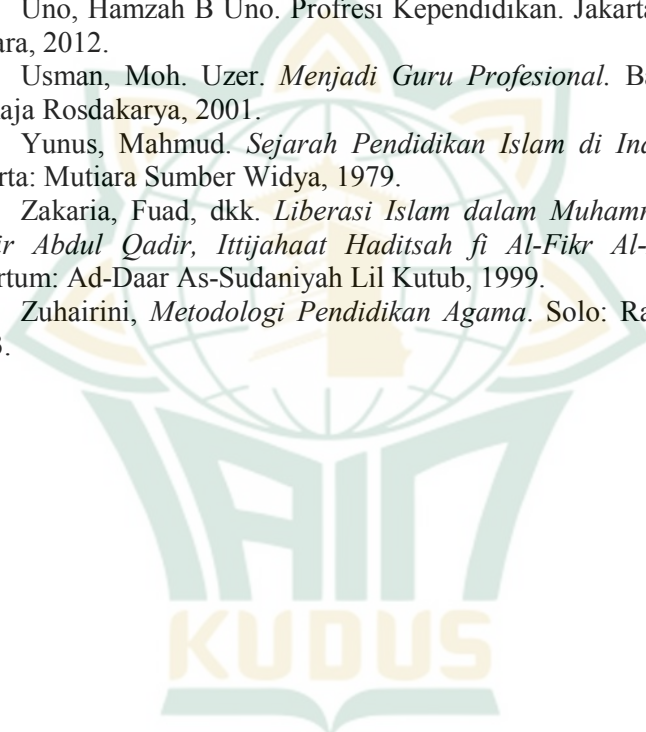 Uno, Hamzah B Uno. Profresi Kependidikan. Jakarta
ara, 2012.
Usman, Moh. Uzer. Menjadi Guru Profesional. Ba
aja Rosdakarya, 2001.
Yunus, Mahmud. Sejarah Pendidikan Islam di Ind
rta: Mutiara Sumber Widya, 1979.
Zakaria, Fuad, dkk. Liberasi Islam dalam Muhamm
ir Abdul Qadir, Ittijahaat Haditsah fi Al-Fikr Al-
rtum: Ad-Daar As-Sudaniyah Lil Kutub, 1999.
Zuhairini, Metodologi Pendidikan Agama. Solo: Ra
3.
IAIN
KUDUS